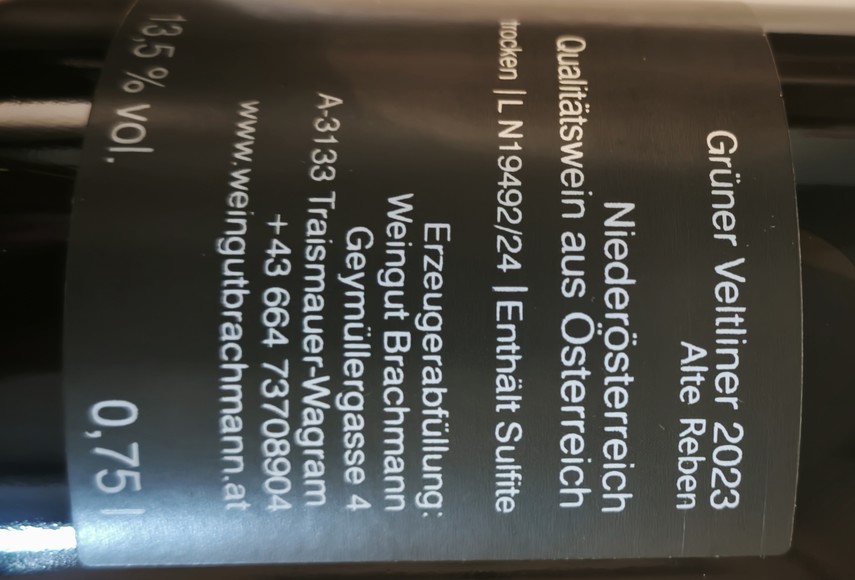 Grüner Veltliner 2023
Alte Reben
Niederösterreich
Qualitätswein aus Österreich
trocken | L N19492/24 | Enthält Sulfite
Erzeugerabfüllung:
Weingut Brachmann
Geymüllergasse 4
A-3133 Traismauer-Wagram
+43 664 73708904
www.weingutbrachmann.at
13,5 % vol. 0,75 l